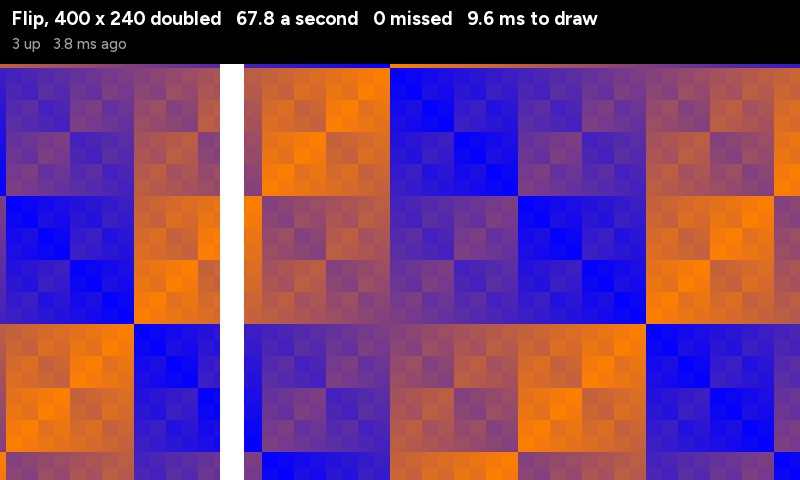 Flip, 400 x 240 doubled   67.8 a second   0 missed   9.6 ms to draw
3 up   3.8 ms ago